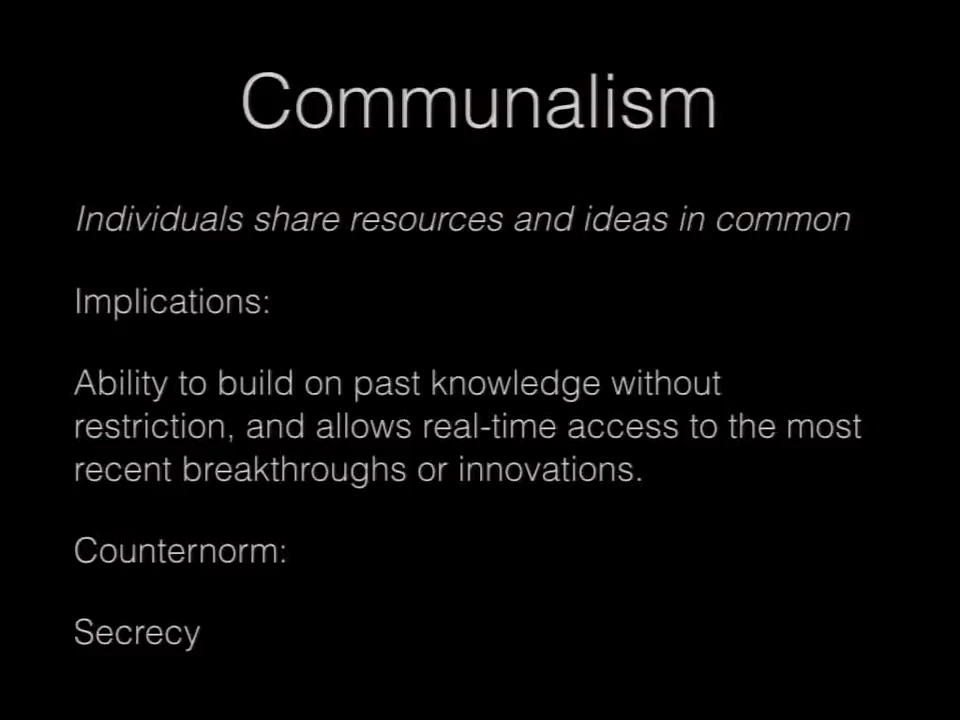 Communalism
Individuals share resources and ideas in common
Implications:
Ability to build on past knowledge without
restriction, and allows real-time access to the most
recent breakthroughs or innovations.
Counternorm:
Secrecy